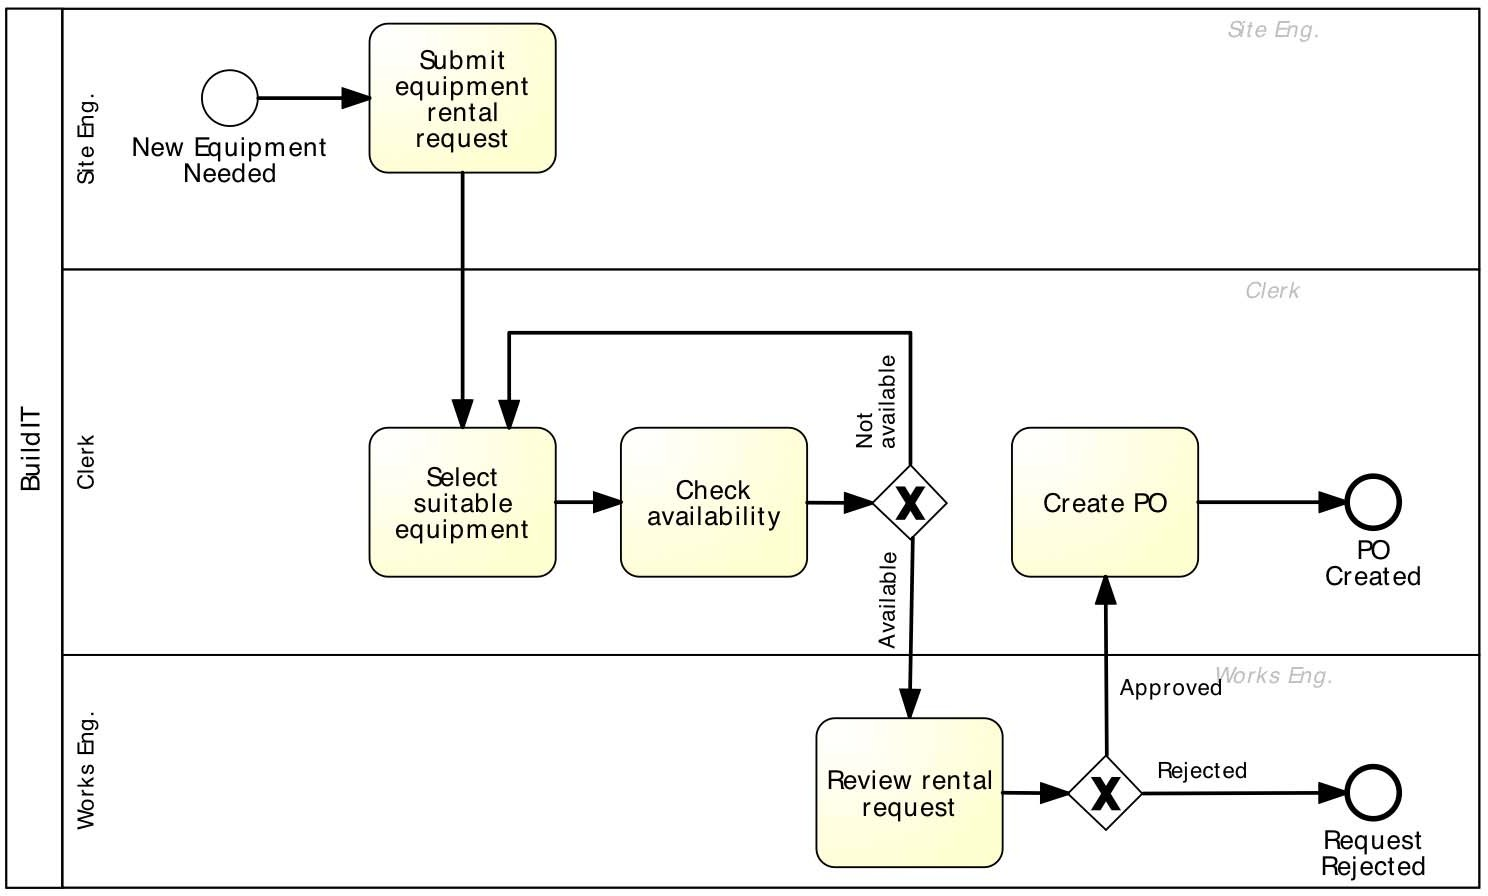 BuildIT
Site Eng.
Site Eng.
New Equipment
Needed
Submit
equipment
rental
request
Clerk
Clerk
Select
suitable
equipment
Check
availability
Not
available
Available
Create PO
PO
Created
Works Eng.
Works Eng.
Review rental
request
Approved
Rejected
Request
Rejected